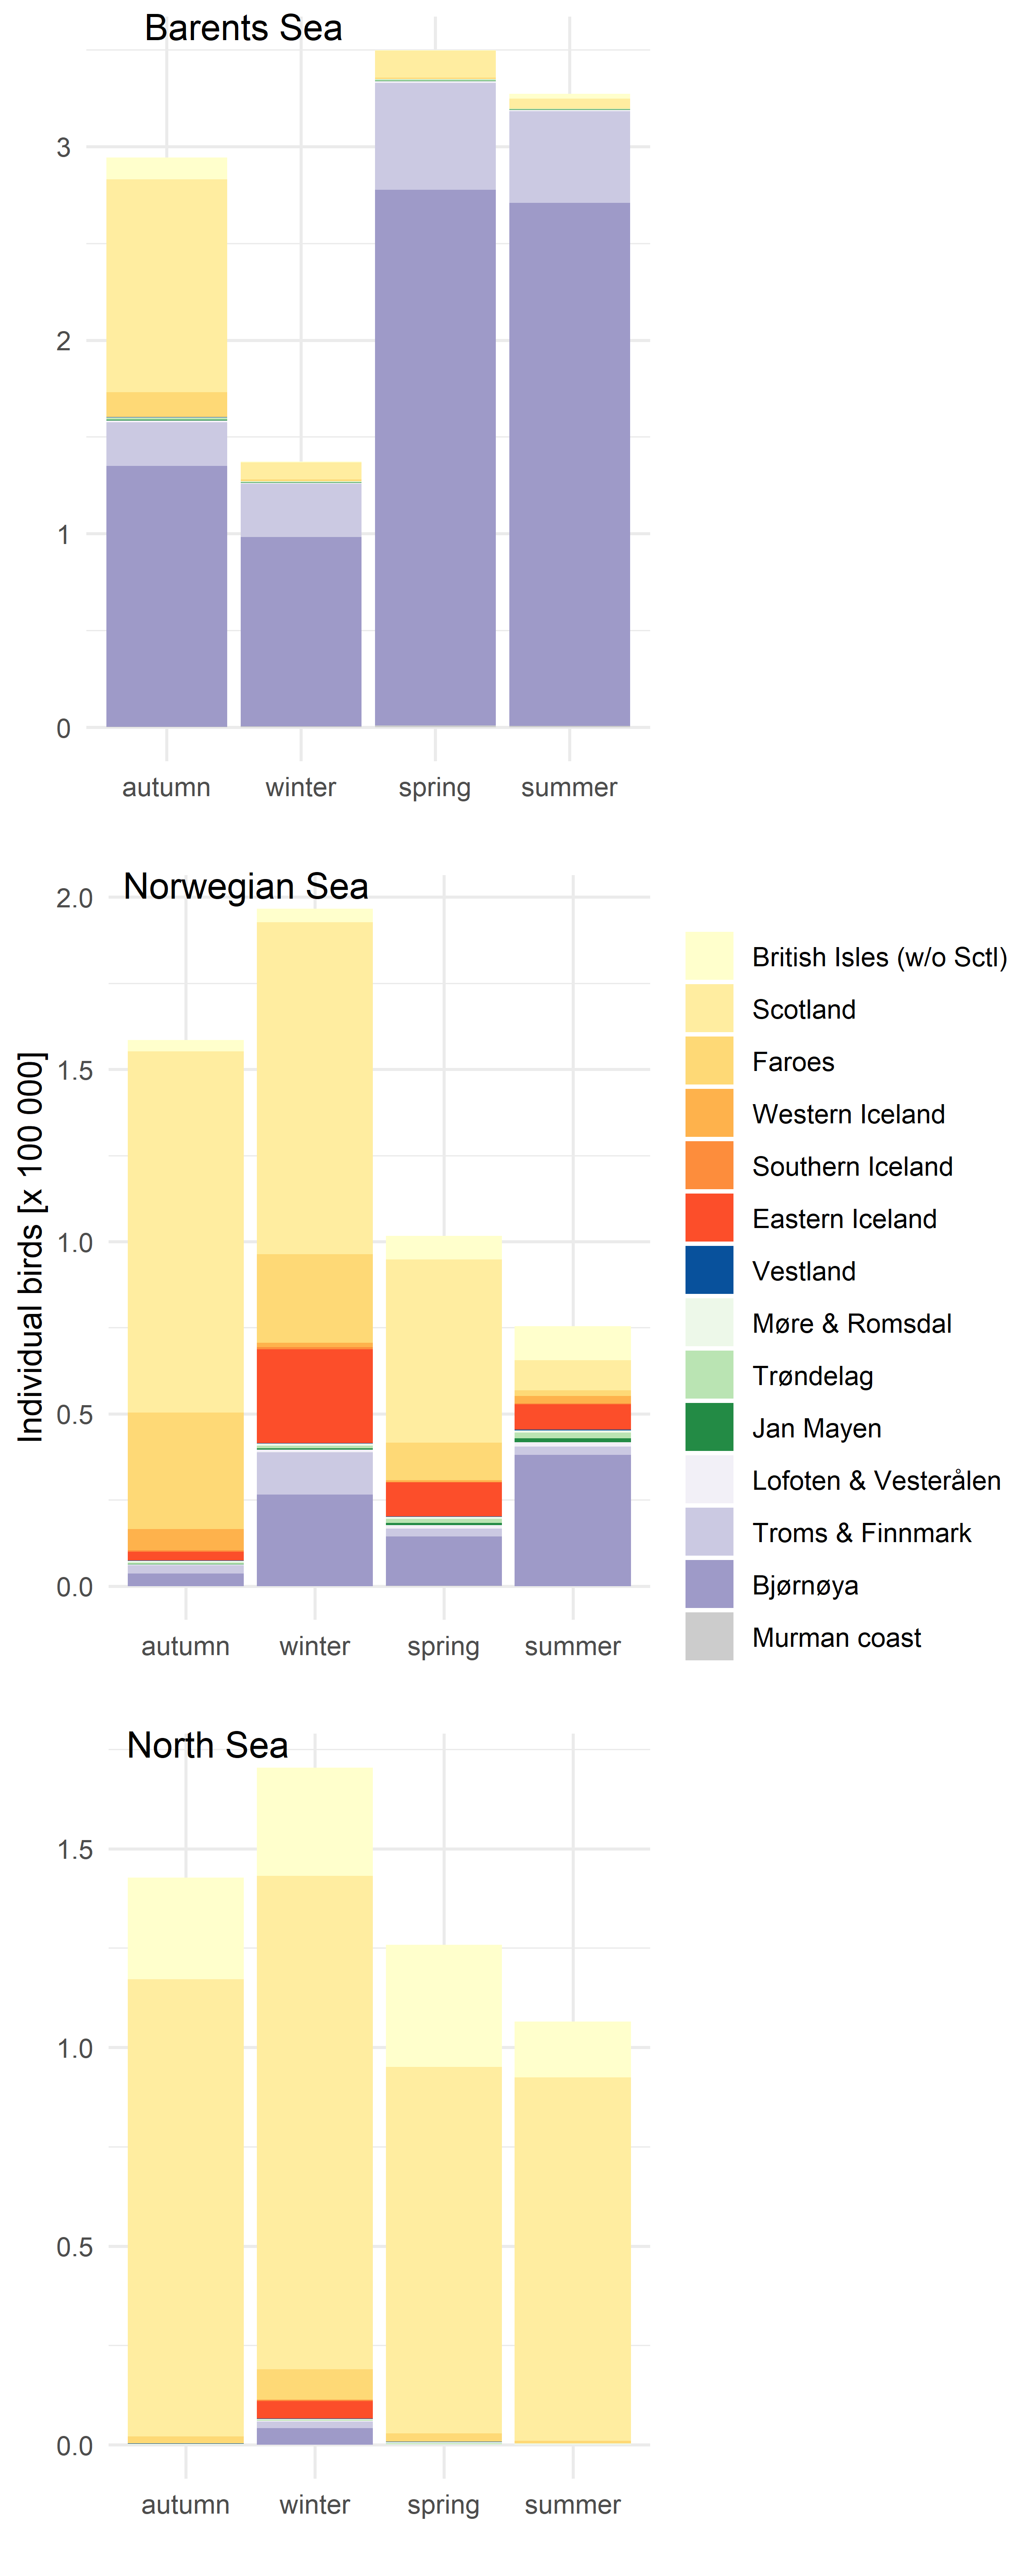 Barents Sea
3
2
1
0
autumn winter spring summer
Norwegian Sea
2.0
1.5
1.0
0.5
0.0
autumn winter spring summer
Individual birds [x 100 000]
British Isles (w/o Sctl)
Scotland
Faroes
Western Iceland
Southern Iceland
Eastern Iceland
Vestland
Møre & Romsdal
Trøndelag
Jan Mayen
Lofoten & Vesterålen
Troms & Finnmark
Bjørnøya
Murman coast
North Sea
1.5
1.0
0.5
0.0
autumn winter spring summer